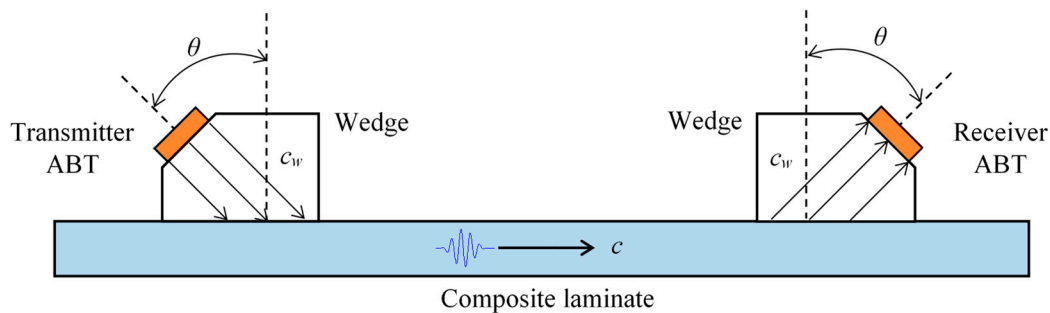 θ
θ
Wedge
Wedge
Transmitter
ABT
Receiver
ABT
c_w
c_w
c
Composite laminate